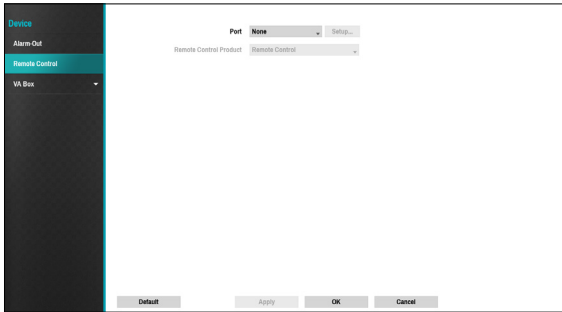 Device
Alarm-Out
Remote Control
VA Box
Port None Setup...
Remote Control Product Remote Control
Default Apply OK Cancel